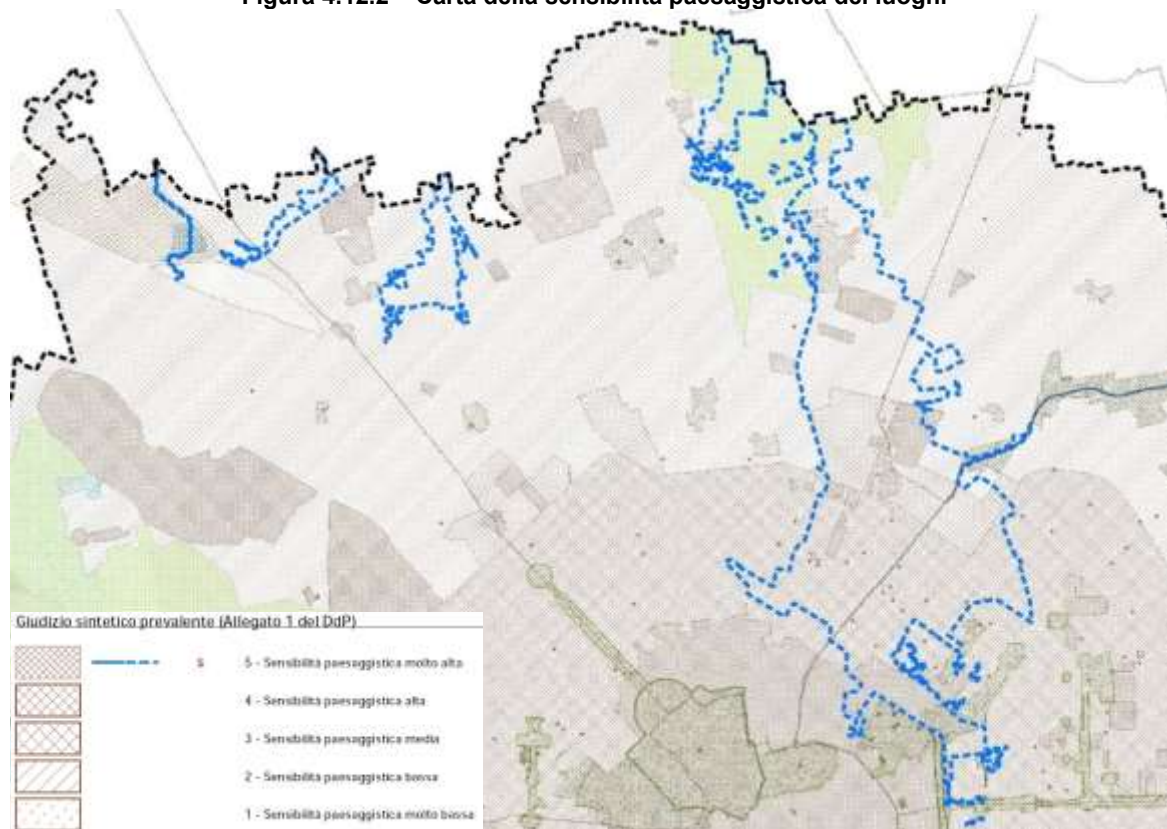 Figura 4.12.2 – Carta della sensibilità paesaggistica dei luoghi
Giudizio sintetico prevalente (Allegato 1 del DdP)
S 5 - Sensibilità paesaggistica molto alta
4 - Sensibilità paesaggistica alta
3 - Sensibilità paesaggistica media
2 - Sensibilità paesaggistica bassa
1 - Sensibilità paesaggistica molto bassa